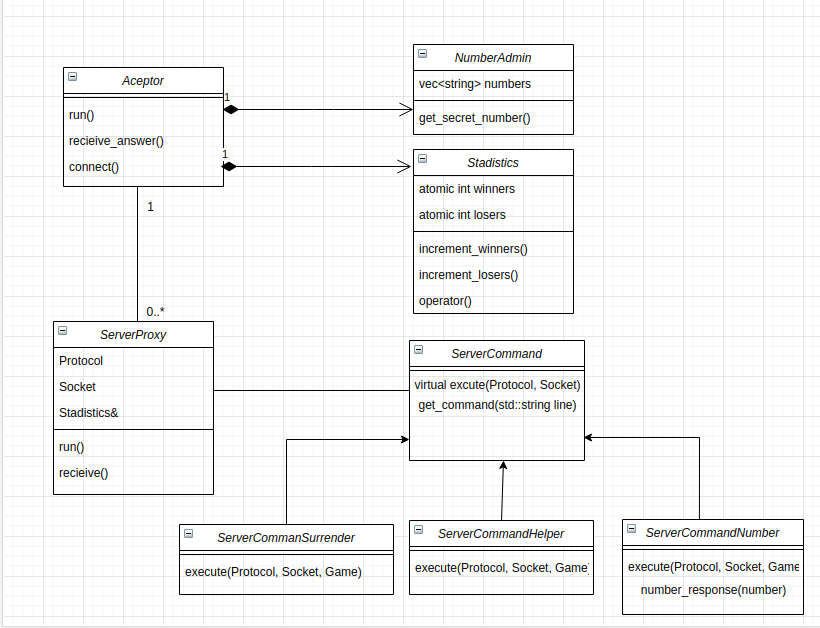 Aceptor
run()
recieive_answer()
connect()
1
1
NumberAdmin
vec<string> numbers
get_secret_number()
Stadistics
atomic int winners
atomic int losers
increment_winners()
increment_losers()
operator()
1
0..*
ServerProxy
Protocol
Socket
Stadistics&
run()
recieive()
ServerCommand
virtual excute(Protocol, Socket)
get_command(std::string line)
ServerCommanSurrender
execute(Protocol, Socket, Game)
ServerCommandHelper
execute(Protocol, Socket, Game)
ServerCommandNumber
execute(Protocol, Socket, Game
number_response(number)